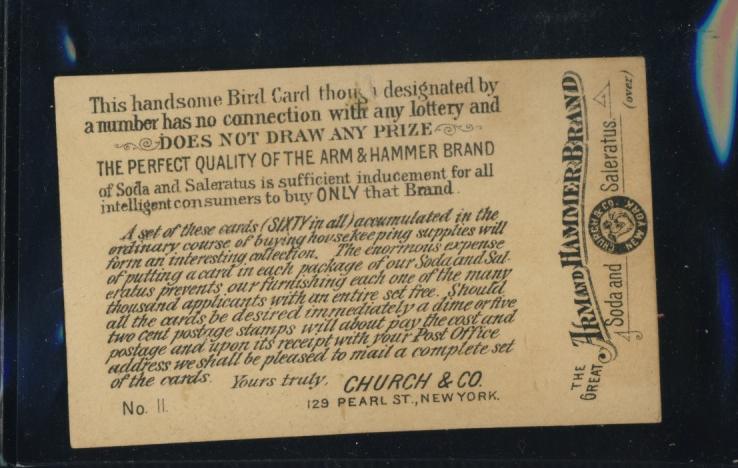 This handsome Bird Card though designated by
a number has no connection with any lottery and
DOES NOT DRAW ANY PRIZE
THE PERFECT QUALITY OF THE ARM & HAMMER BRAND
of Soda and Saleratus is sufficient inducement for all
intelligent consumers to buy ONLY that Brand.
A set of these cards (SIXTY in all) accumulated in the
ordinary course of buying housekeeping supplies will
form an interesting collection. The enormous expense
of putting a card in each package of our Soda and Sal-
eratus prevents our furnishing each one of the many
thousand applicants with an entire set free. Should
all the cards be desired immediately a dime or five
two cent postage stamps will about pay the cost and
postage and upon its receipt with your Post Office
address we shall be pleased to mail a complete set
of the cards. Yours truly, CHURCH & CO.
No. 11. 129 PEARL ST., NEW YORK.
THE GREAT ARM AND HAMMER BRAND
Soda and Saleratus.
CHURCH & CO.
NEW YORK
(over)